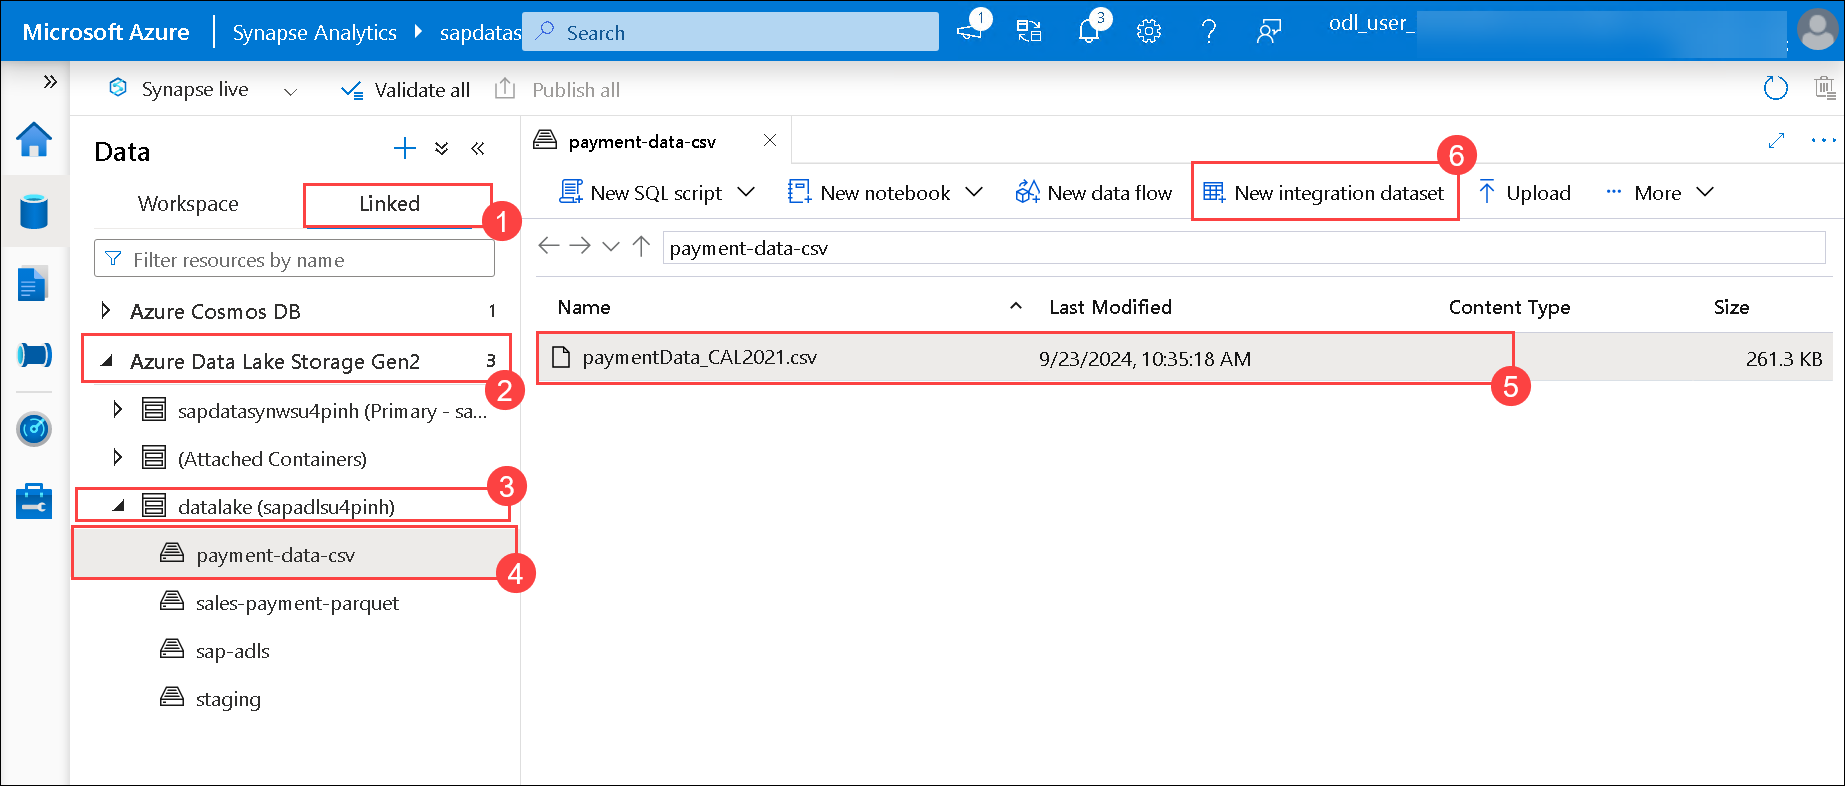 Microsoft Azure | Synapse Analytics ▸ sapdatas
Search
1
3
odl_user_
Synapse live
Validate all
Publish all
Data
Workspace
Linked
1
Filter resources by name
Azure Cosmos DB 1
Azure Data Lake Storage Gen2 3
2
sapdatasynwsu4pinh (Primary - sa...
(Attached Containers)
3
datalake (sapadlsu4pinh)
payment-data-csv
4
sales-payment-parquet
sap-adls
staging
payment-data-csv
6
New SQL script
New notebook
New data flow
New integration dataset
Upload
... More
payment-data-csv
Name Last Modified Content Type Size
paymentData_CAL2021.csv 9/23/2024, 10:35:18 AM 261.3 KB
5